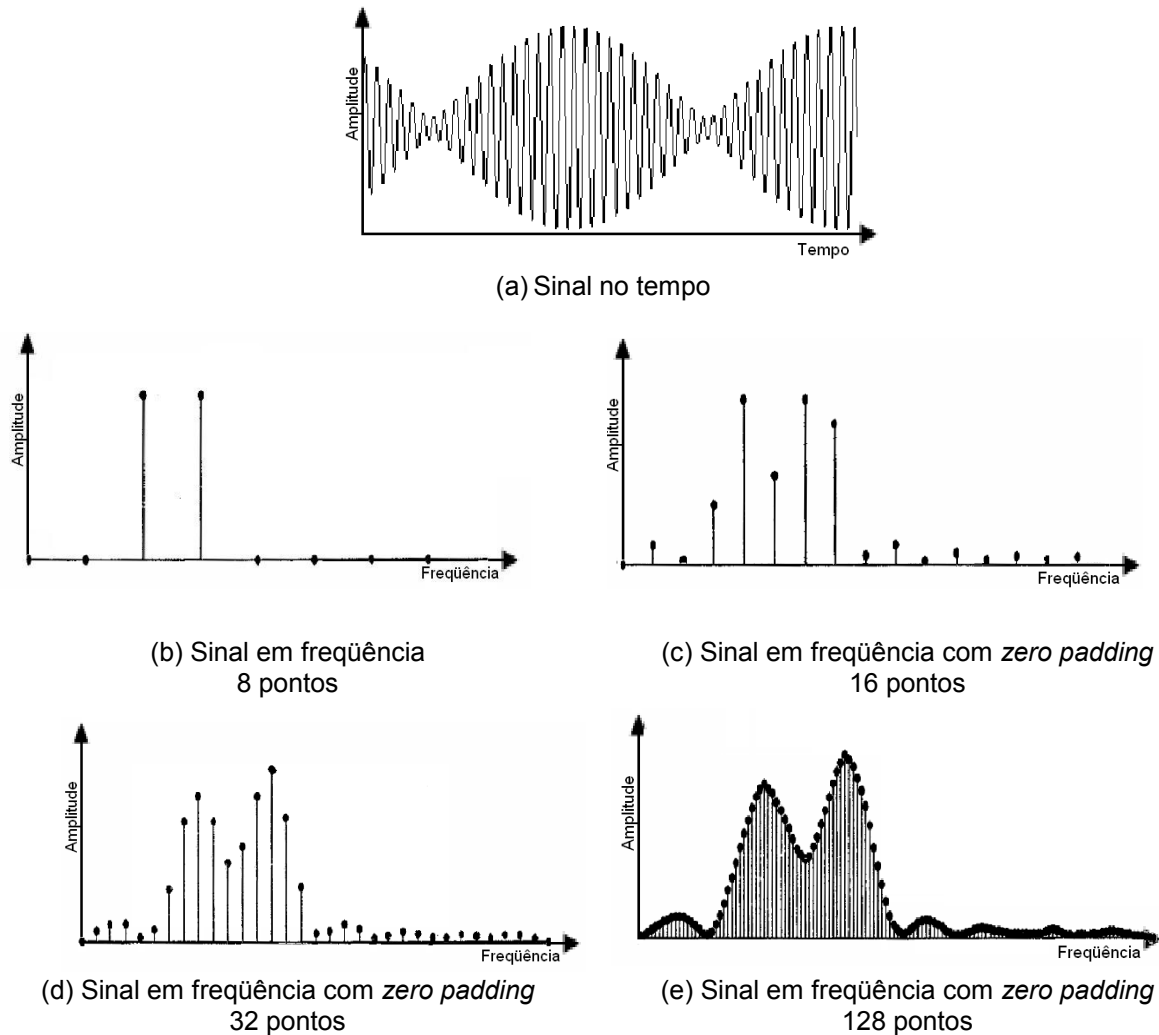 Amplitude
Tempo
(a) Sinal no tempo
Amplitude
Freqüência
Amplitude
Freqüência
(b) Sinal em freqüência
8 pontos
(c) Sinal em freqüência com zero padding
16 pontos
Amplitude
Freqüência
Amplitude
Freqüência
(d) Sinal em freqüência com zero padding
32 pontos
(e) Sinal em freqüência com zero padding
128 pontos